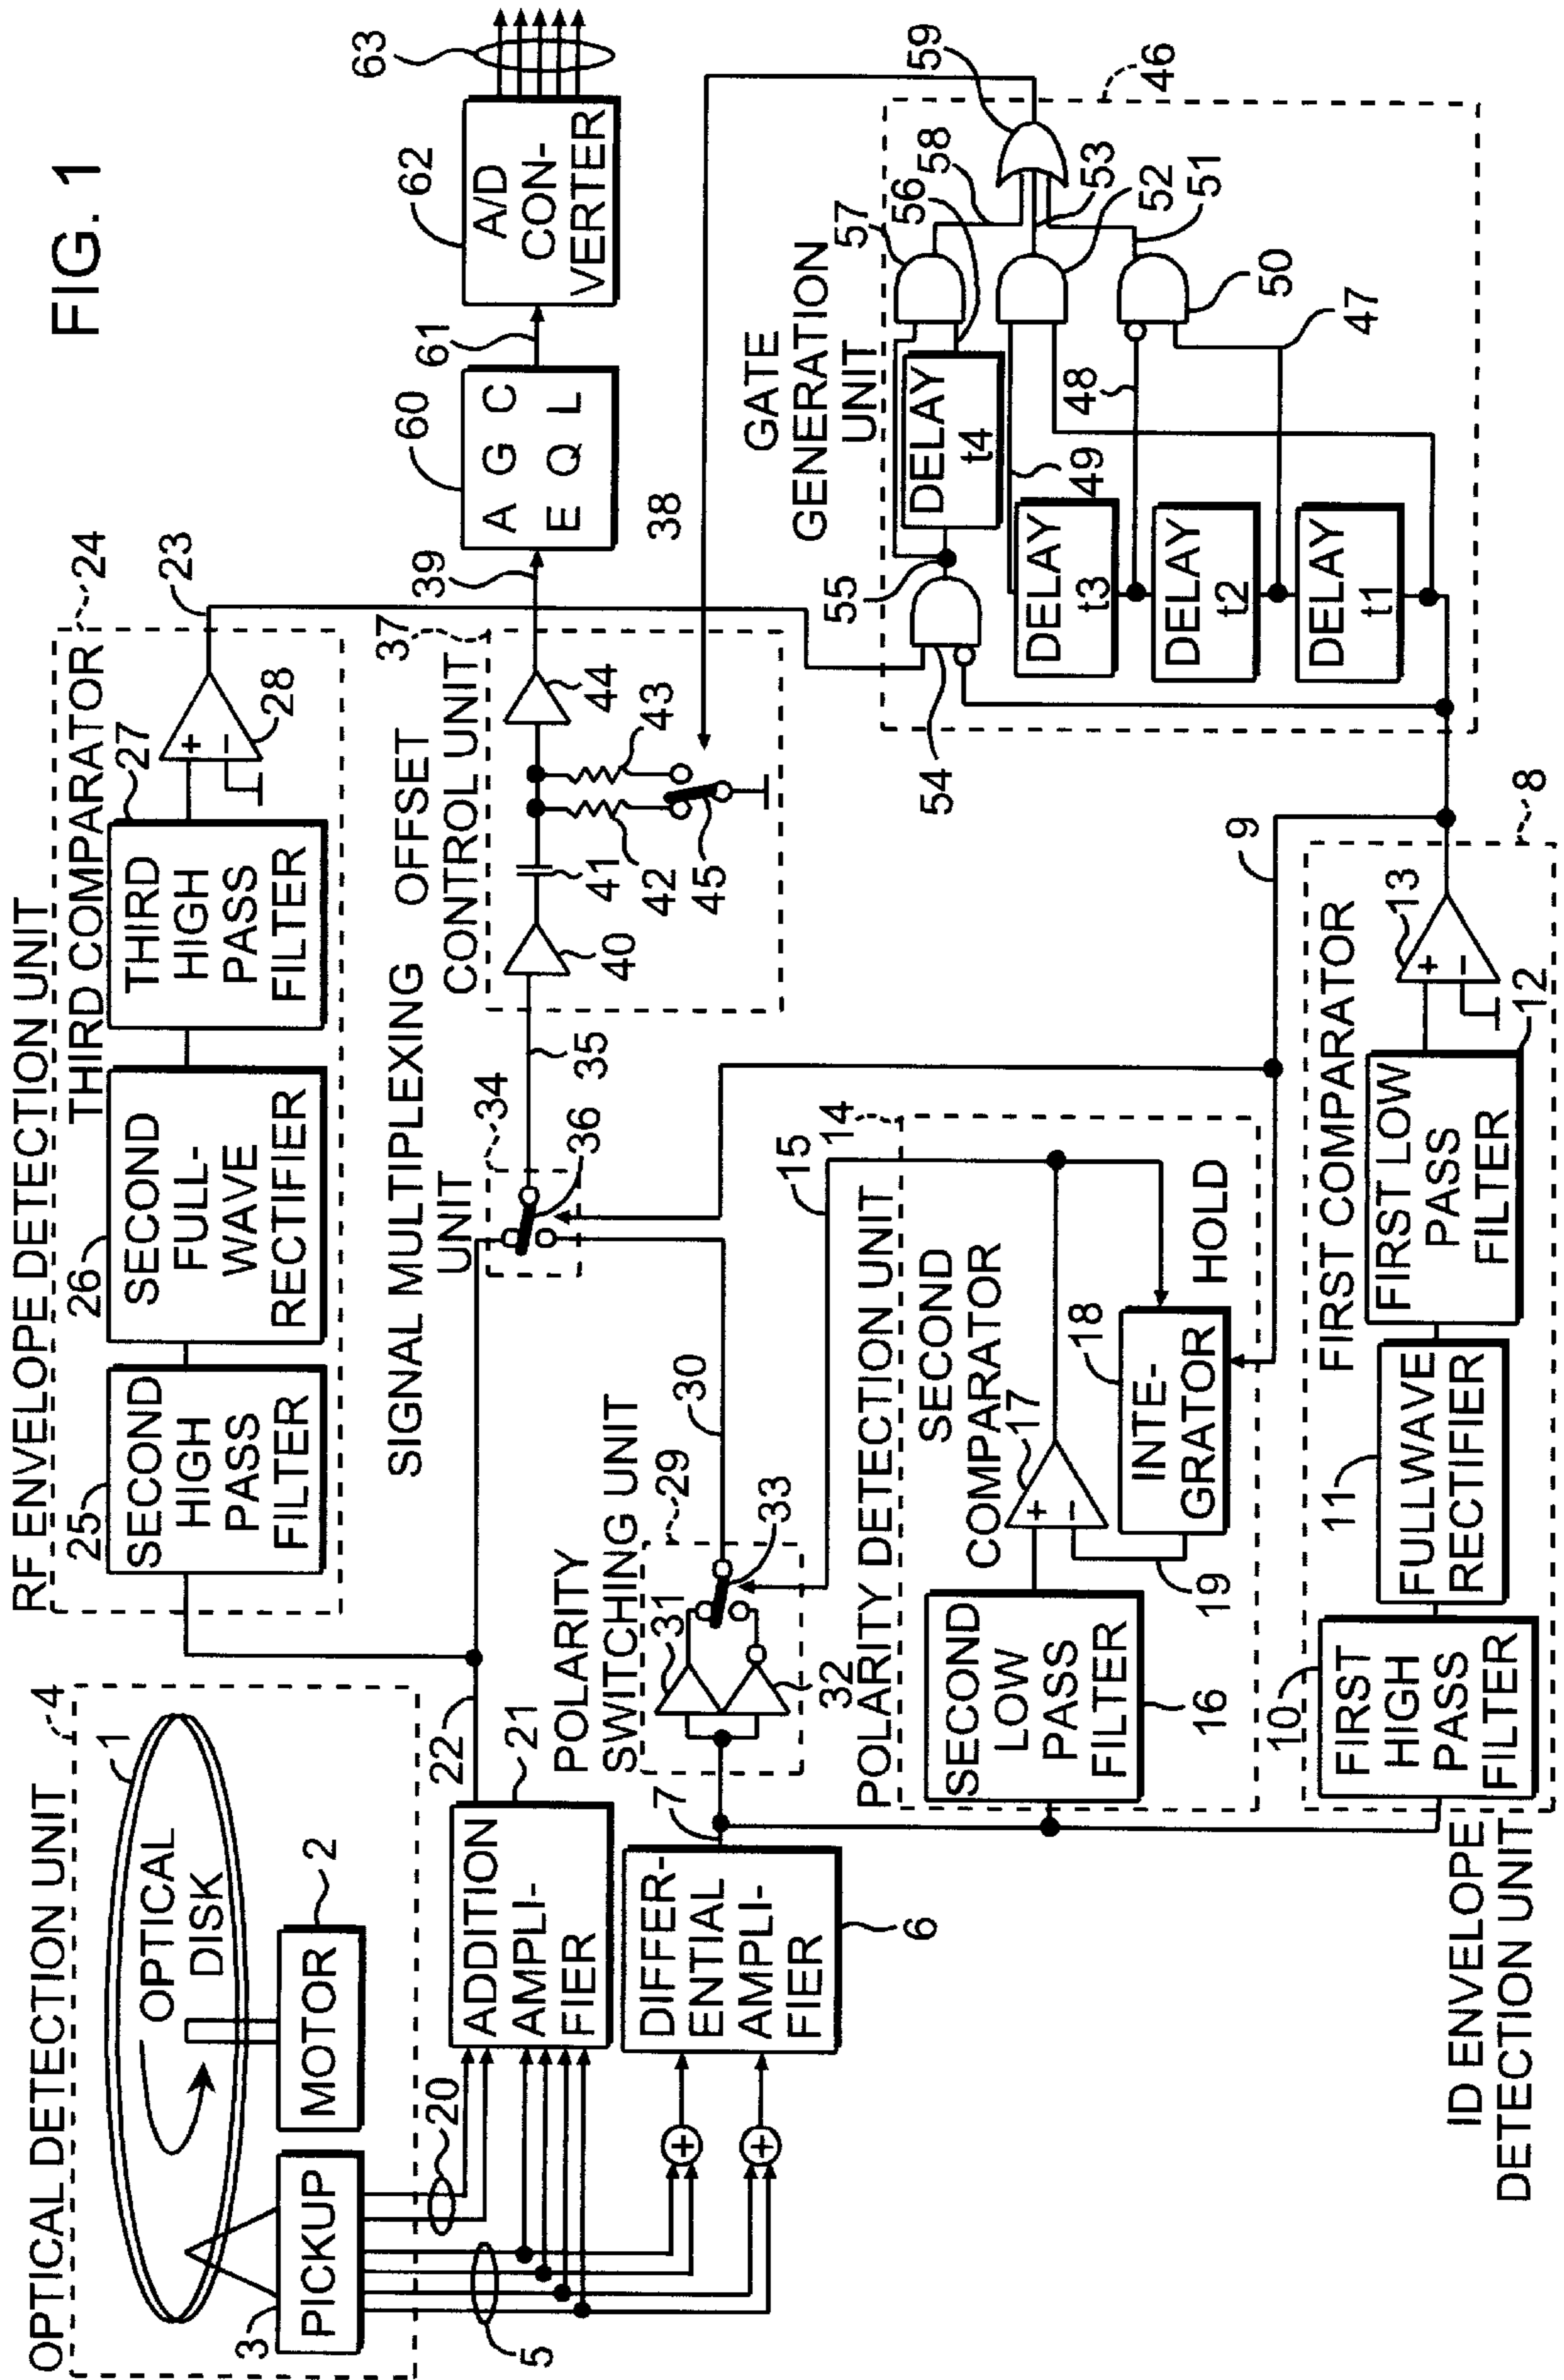 FIG. 1
OPTICAL DETECTION UNIT
4
1
OPTICAL
DISK
MOTOR
2
PICKUP
3
5
20
ADDITION
AMPLI-
FIER
21
22
DIFFER-
ENTIAL
AMPLI-
FIER
6
7
RF ENVELOPE DETECTION UNIT
THIRD COMPARATOR
24
23
25
SECOND
HIGH
PASS
FILTER
26
SECOND
FULL-
WAVE
RECTIFIER
27
THIRD
HIGH
PASS
FILTER
+
−
28
SIGNAL MULTIPLEXING
UNIT
34
36
35
OFFSET
CONTROL UNIT
37
39
40
41
42
43
44
45
38
60
A G C
E Q L
61
62
A/D
CON-
VERTER
63
POLARITY
SWITCHING UNIT
29
30
31
32
33
POLARITY DETECTION UNIT
14
15
SECOND
COMPARATOR
17
+
−
SECOND
LOW
PASS
FILTER
16
18
INTE-
GRATOR
19
HOLD
9
ID ENVELOPE
DETECTION UNIT
8
FIRST COMPARATOR
10
FIRST
HIGH
PASS
FILTER
11
FULLWAVE
RECTIFIER
FIRST LOW
PASS
FILTER
12
13
+
−
GATE
GENERATION
UNIT
46
DELAY
t1
DELAY
t2
DELAY
t3
DELAY
t4
47
48
49
50
51
52
53
54
55
56
57
58
59
+
+